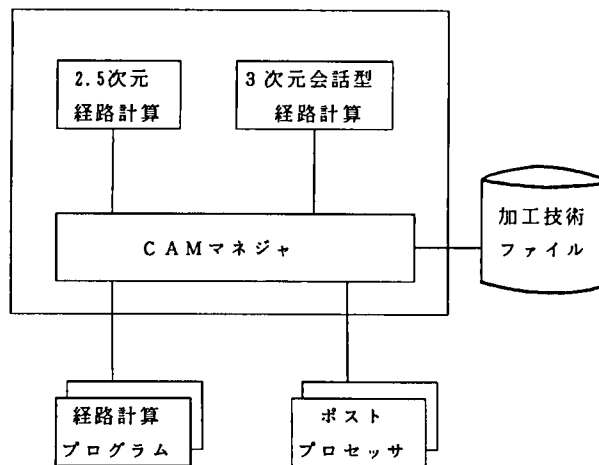 2.5次元
経路計算
3次元会話型
経路計算
CAMマネジャ
加工技術
ファイル
経路計算
プログラム
ポスト
プロセッサ